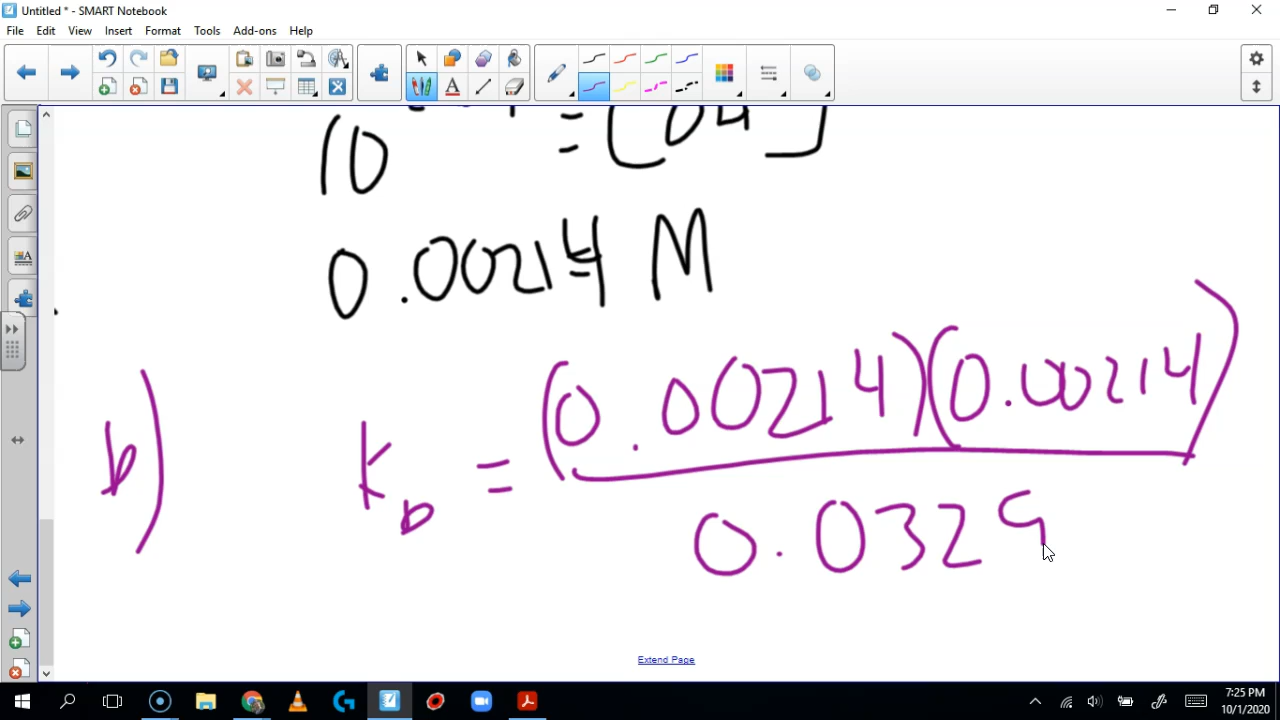 Untitled * - SMART Notebook
File Edit View Insert Format Tools Add-ons Help
10 = [OH]
0.00214 M
b) Kb = (0.00214)(0.00214)
0.0329
Extend Page
7:25 PM
10/1/2020